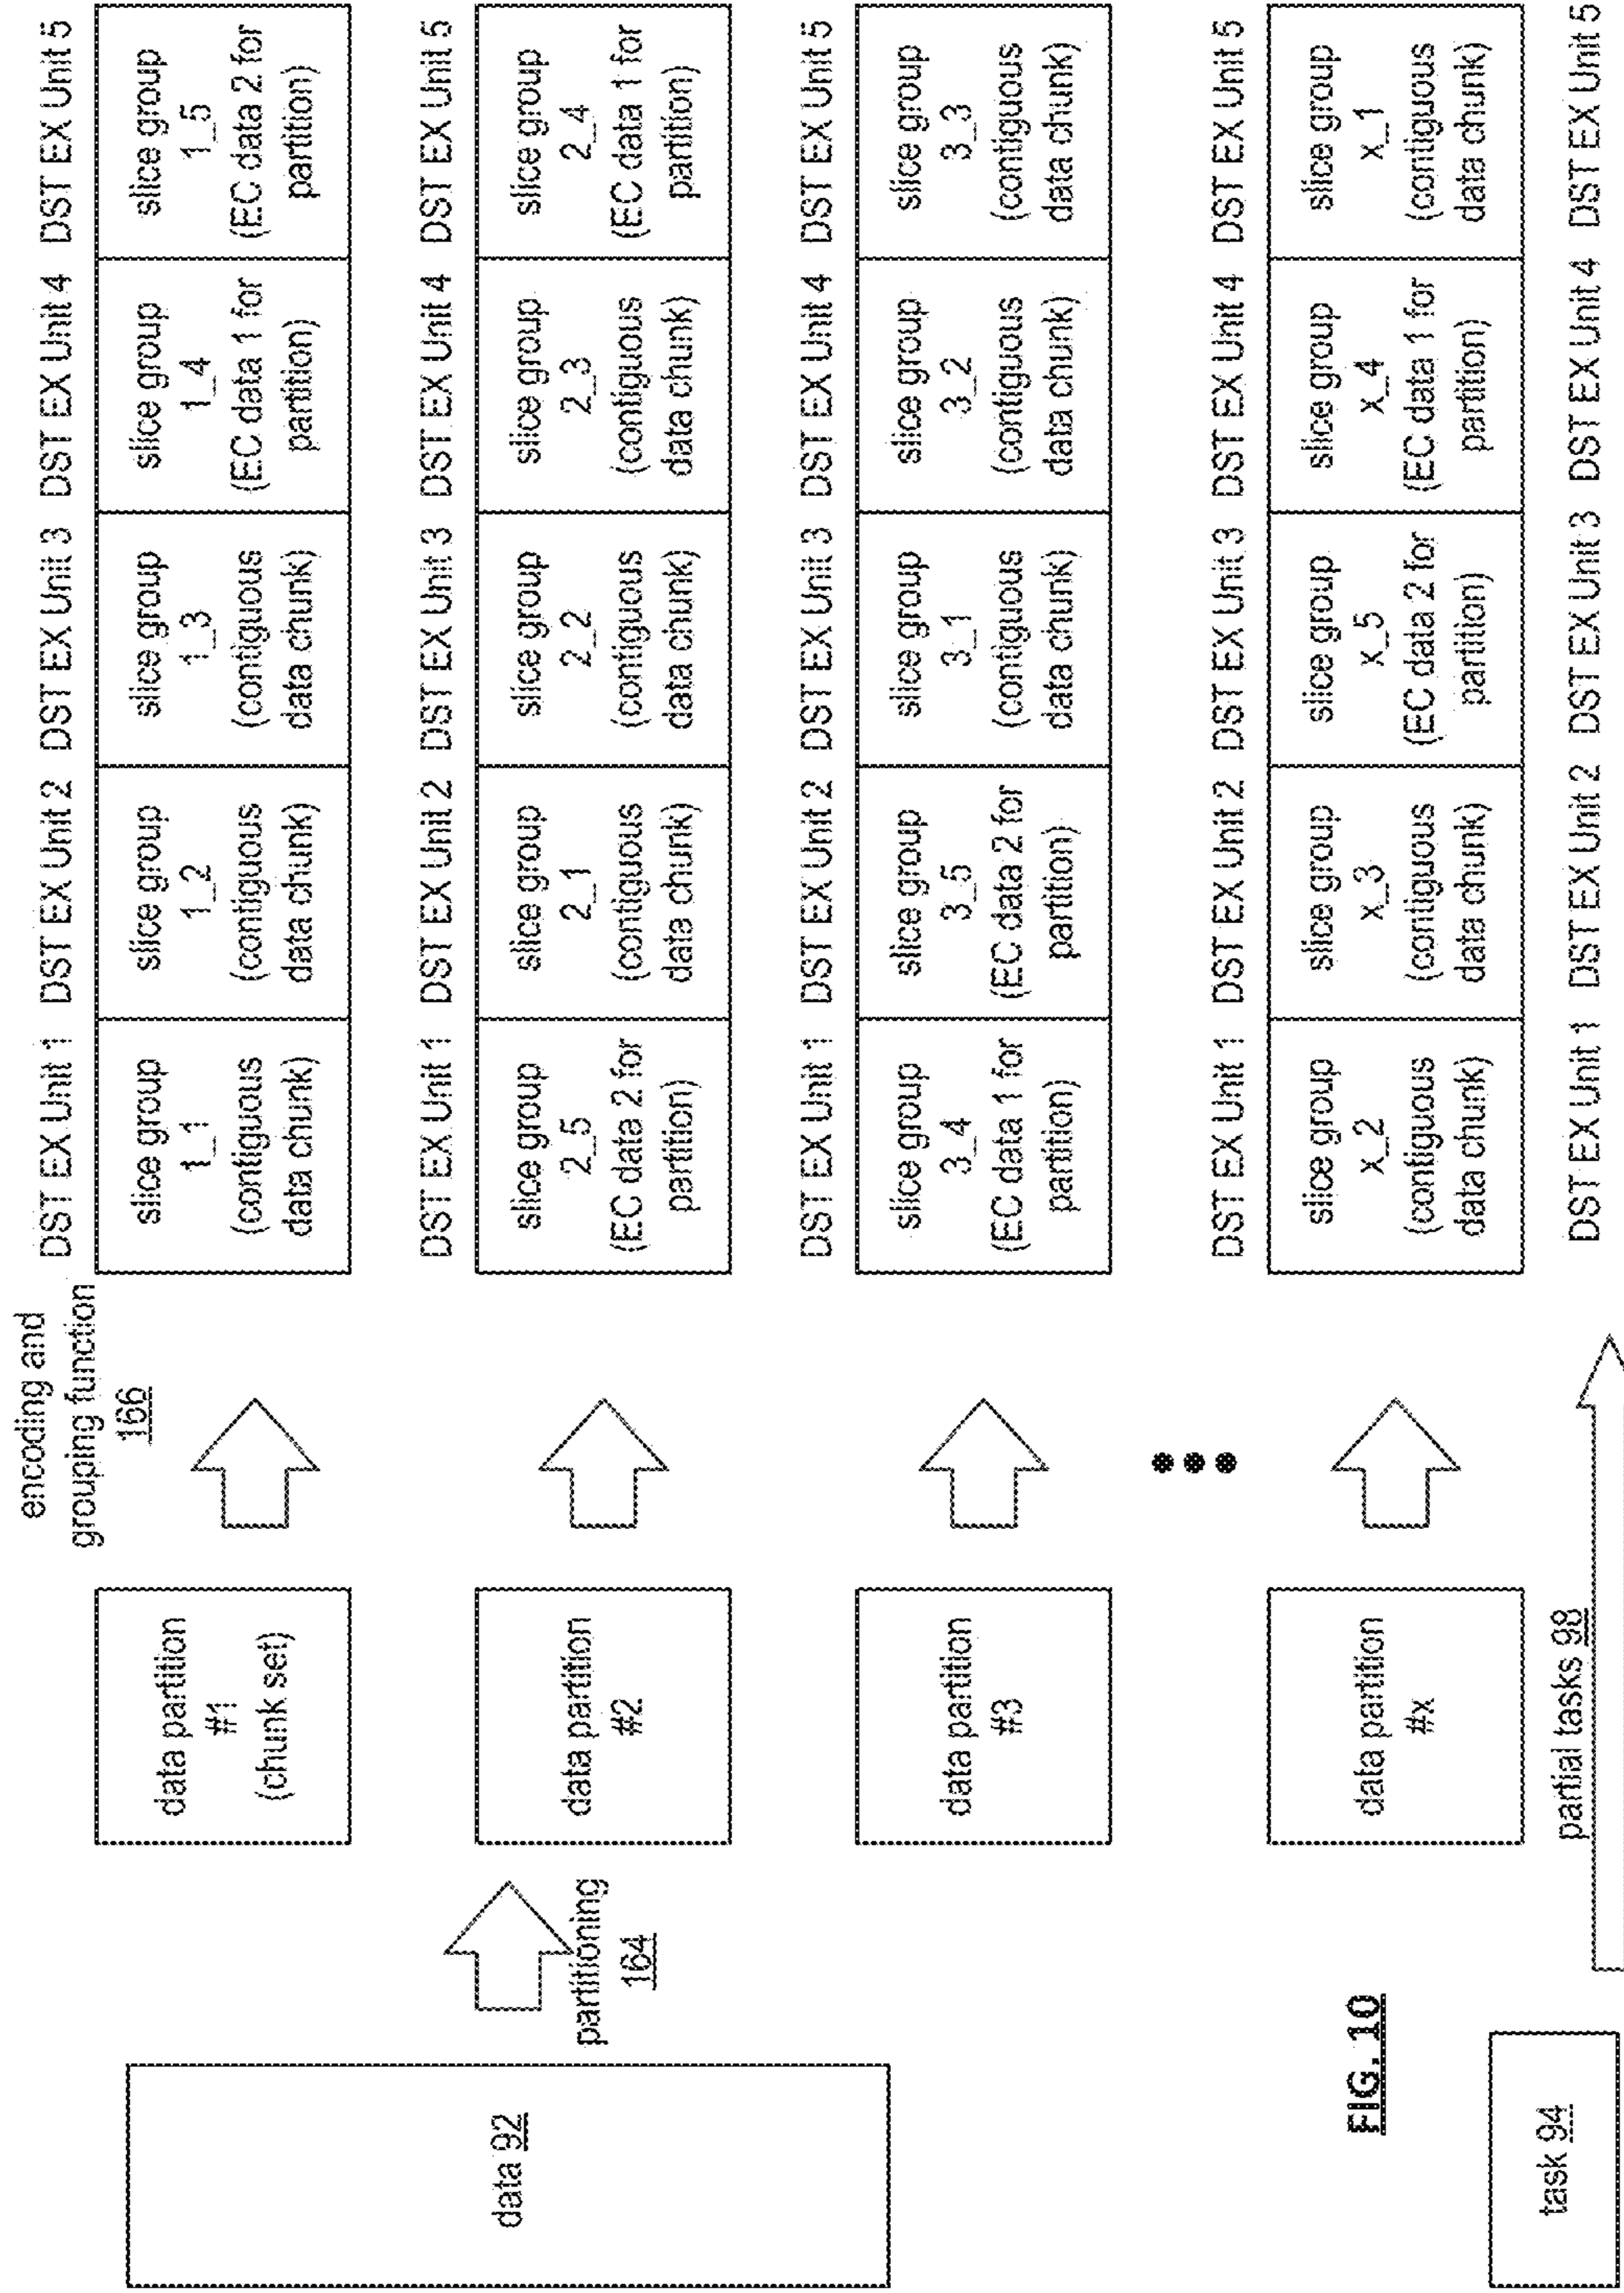 encoding and
grouping function
166
DST EX Unit 1 DST EX Unit 2 DST EX Unit 3 DST EX Unit 4 DST EX Unit 5
data partition
#1
(chunk set)
slice group
1_1
(contiguous
data chunk)
slice group
1_2
(contiguous
data chunk)
slice group
1_3
(contiguous
data chunk)
slice group
1_4
(EC data 1 for
partition)
slice group
1_5
(EC data 2 for
partition)
data 92
partitioning
164
DST EX Unit 1 DST EX Unit 2 DST EX Unit 3 DST EX Unit 4 DST EX Unit 5
data partition
#2
slice group
2_5
(EC data 2 for
partition)
slice group
2_1
(contiguous
data chunk)
slice group
2_2
(contiguous
data chunk)
slice group
2_3
(contiguous
data chunk)
slice group
2_4
(EC data 1 for
partition)
DST EX Unit 1 DST EX Unit 2 DST EX Unit 3 DST EX Unit 4 DST EX Unit 5
data partition
#3
slice group
3_4
(EC data 1 for
partition)
slice group
3_5
(EC data 2 for
partition)
slice group
3_1
(contiguous
data chunk)
slice group
3_2
(contiguous
data chunk)
slice group
3_3
(contiguous
data chunk)
DST EX Unit 1 DST EX Unit 2 DST EX Unit 3 DST EX Unit 4 DST EX Unit 5
data partition
#x
slice group
x_2
(contiguous
data chunk)
slice group
x_3
(contiguous
data chunk)
slice group
x_5
(EC data 2 for
partition)
slice group
x_4
(EC data 1 for
partition)
slice group
x_1
(contiguous
data chunk)
FIG. 10
task 94
partial tasks 98
DST EX Unit 1 DST EX Unit 2 DST EX Unit 3 DST EX Unit 4 DST EX Unit 5